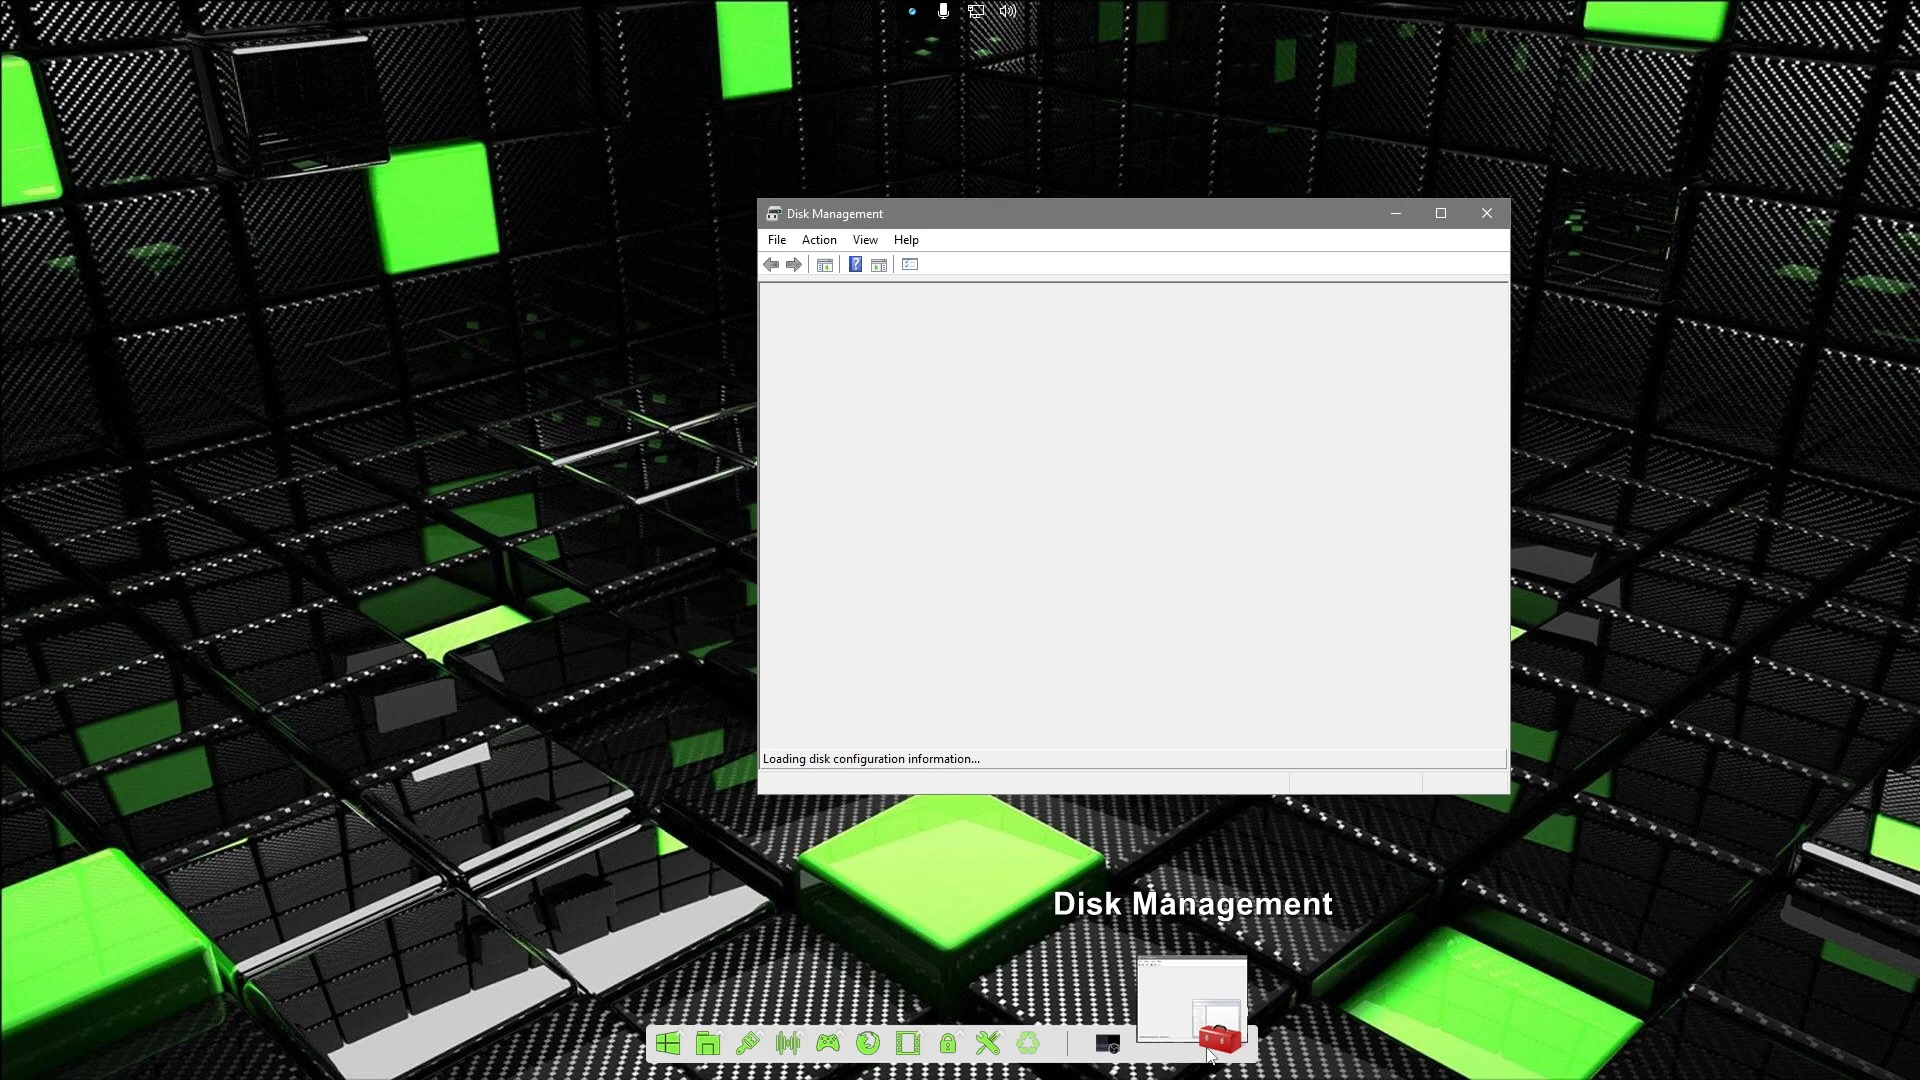 Disk Management
File Action View Help
Loading disk configuration information...
Disk Management